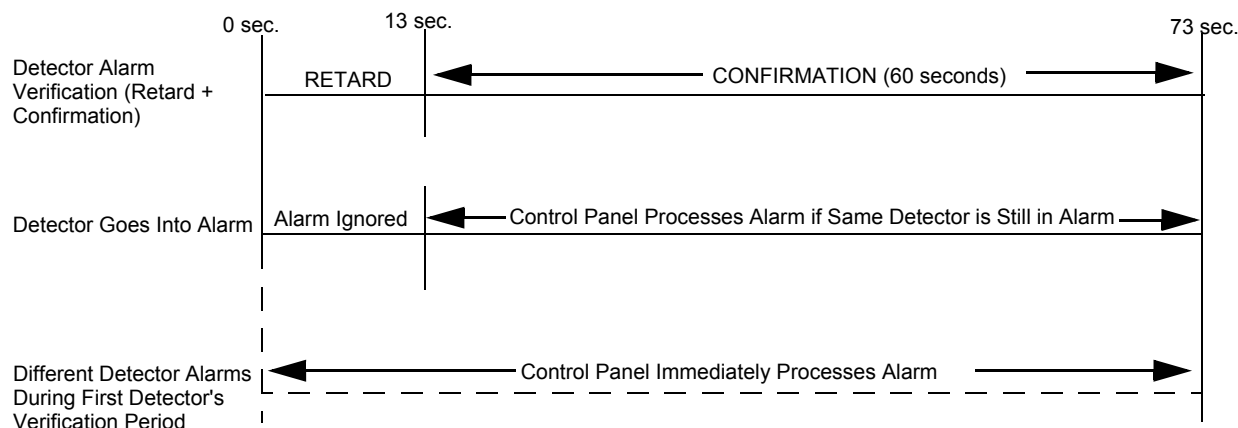 0 sec.
13 sec.
73 sec.
Detector Alarm
Verification (Retard +
Confirmation)
RETARD
CONFIRMATION (60 seconds)
Detector Goes Into Alarm
Alarm Ignored
Control Panel Processes Alarm if Same Detector is Still in Alarm
Different Detector Alarms
During First Detector's
Verification Period
Control Panel Immediately Processes Alarm